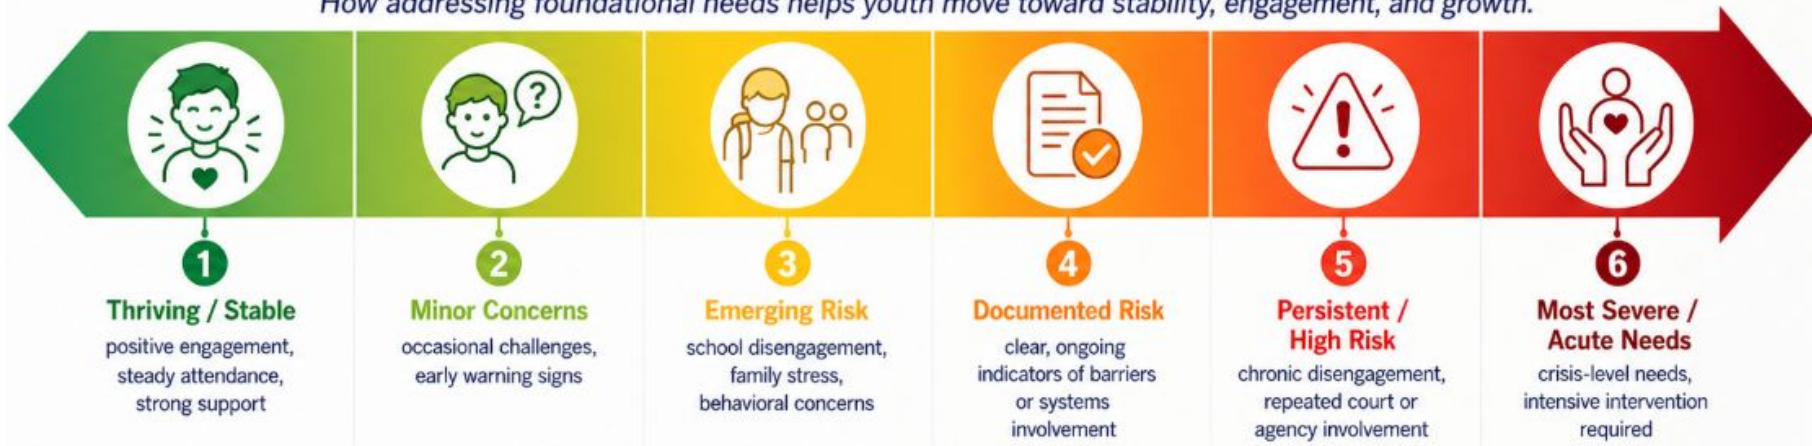 How addressing foundational needs helps youth move toward stability, engagement, and growth.
?
!
1
Thriving / Stable
positive engagement,
steady attendance,
strong support
2
Minor Concerns
occasional challenges,
early warning signs
3
Emerging Risk
school disengagement,
family stress,
behavioral concerns
4
Documented Risk
clear, ongoing
indicators of barriers
or systems
involvement
5
Persistent /
High Risk
chronic disengagement,
repeated court or
agency involvement
6
Most Severe /
Acute Needs
crisis-level needs,
intensive intervention
required